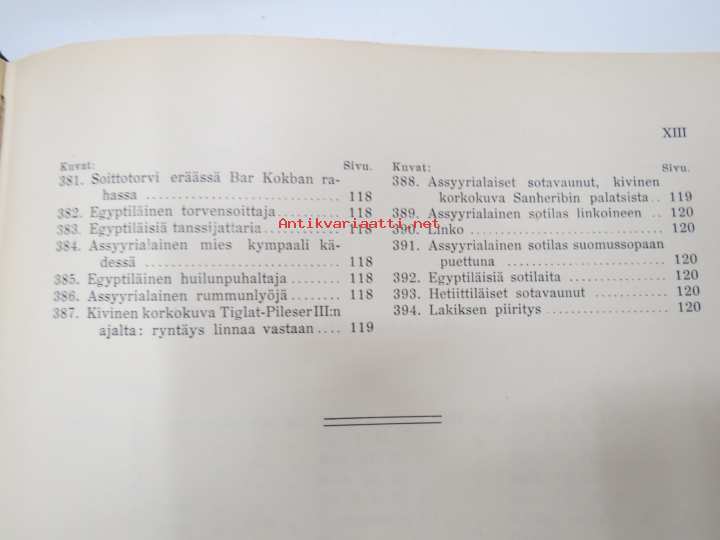 XIII
Kuvat: Sivu.
381. Soittotorvi eräässä Bar Kokban ra-
hassa .................. 118
382. Egyptiläinen torvensoittaja ..... 118
383. Egyptiläisiä tanssijattaria ..... 118
384. Assyyrialainen mies kympaali kä-
dessä .................. 118
385. Egyptiläinen huilunpuhaltaja .... 118
386. Assyyrialainen rummunlyöjä .... 118
387. Kivinen korkokuva Tiglat-Pileser III:n
ajalta: ryntäys linnaa vastaan .... 119
Kuvat: Sivu.
388. Assyyrialaiset sotavaunut, kivinen
korkokuva Sanheribin palatsista .. 119
389. Assyyrialainen sotilas linkoineen .. 120
390. Linko .................. 120
391. Assyyrialainen sotilas suomussopaan
puettuna .................. 120
392. Egyptiläisiä sotilaita .......... 120
393. Hetiittiläiset sotavaunut ........ 120
394. Lakiksen piiritys .............. 120
Antikvariaatti.net